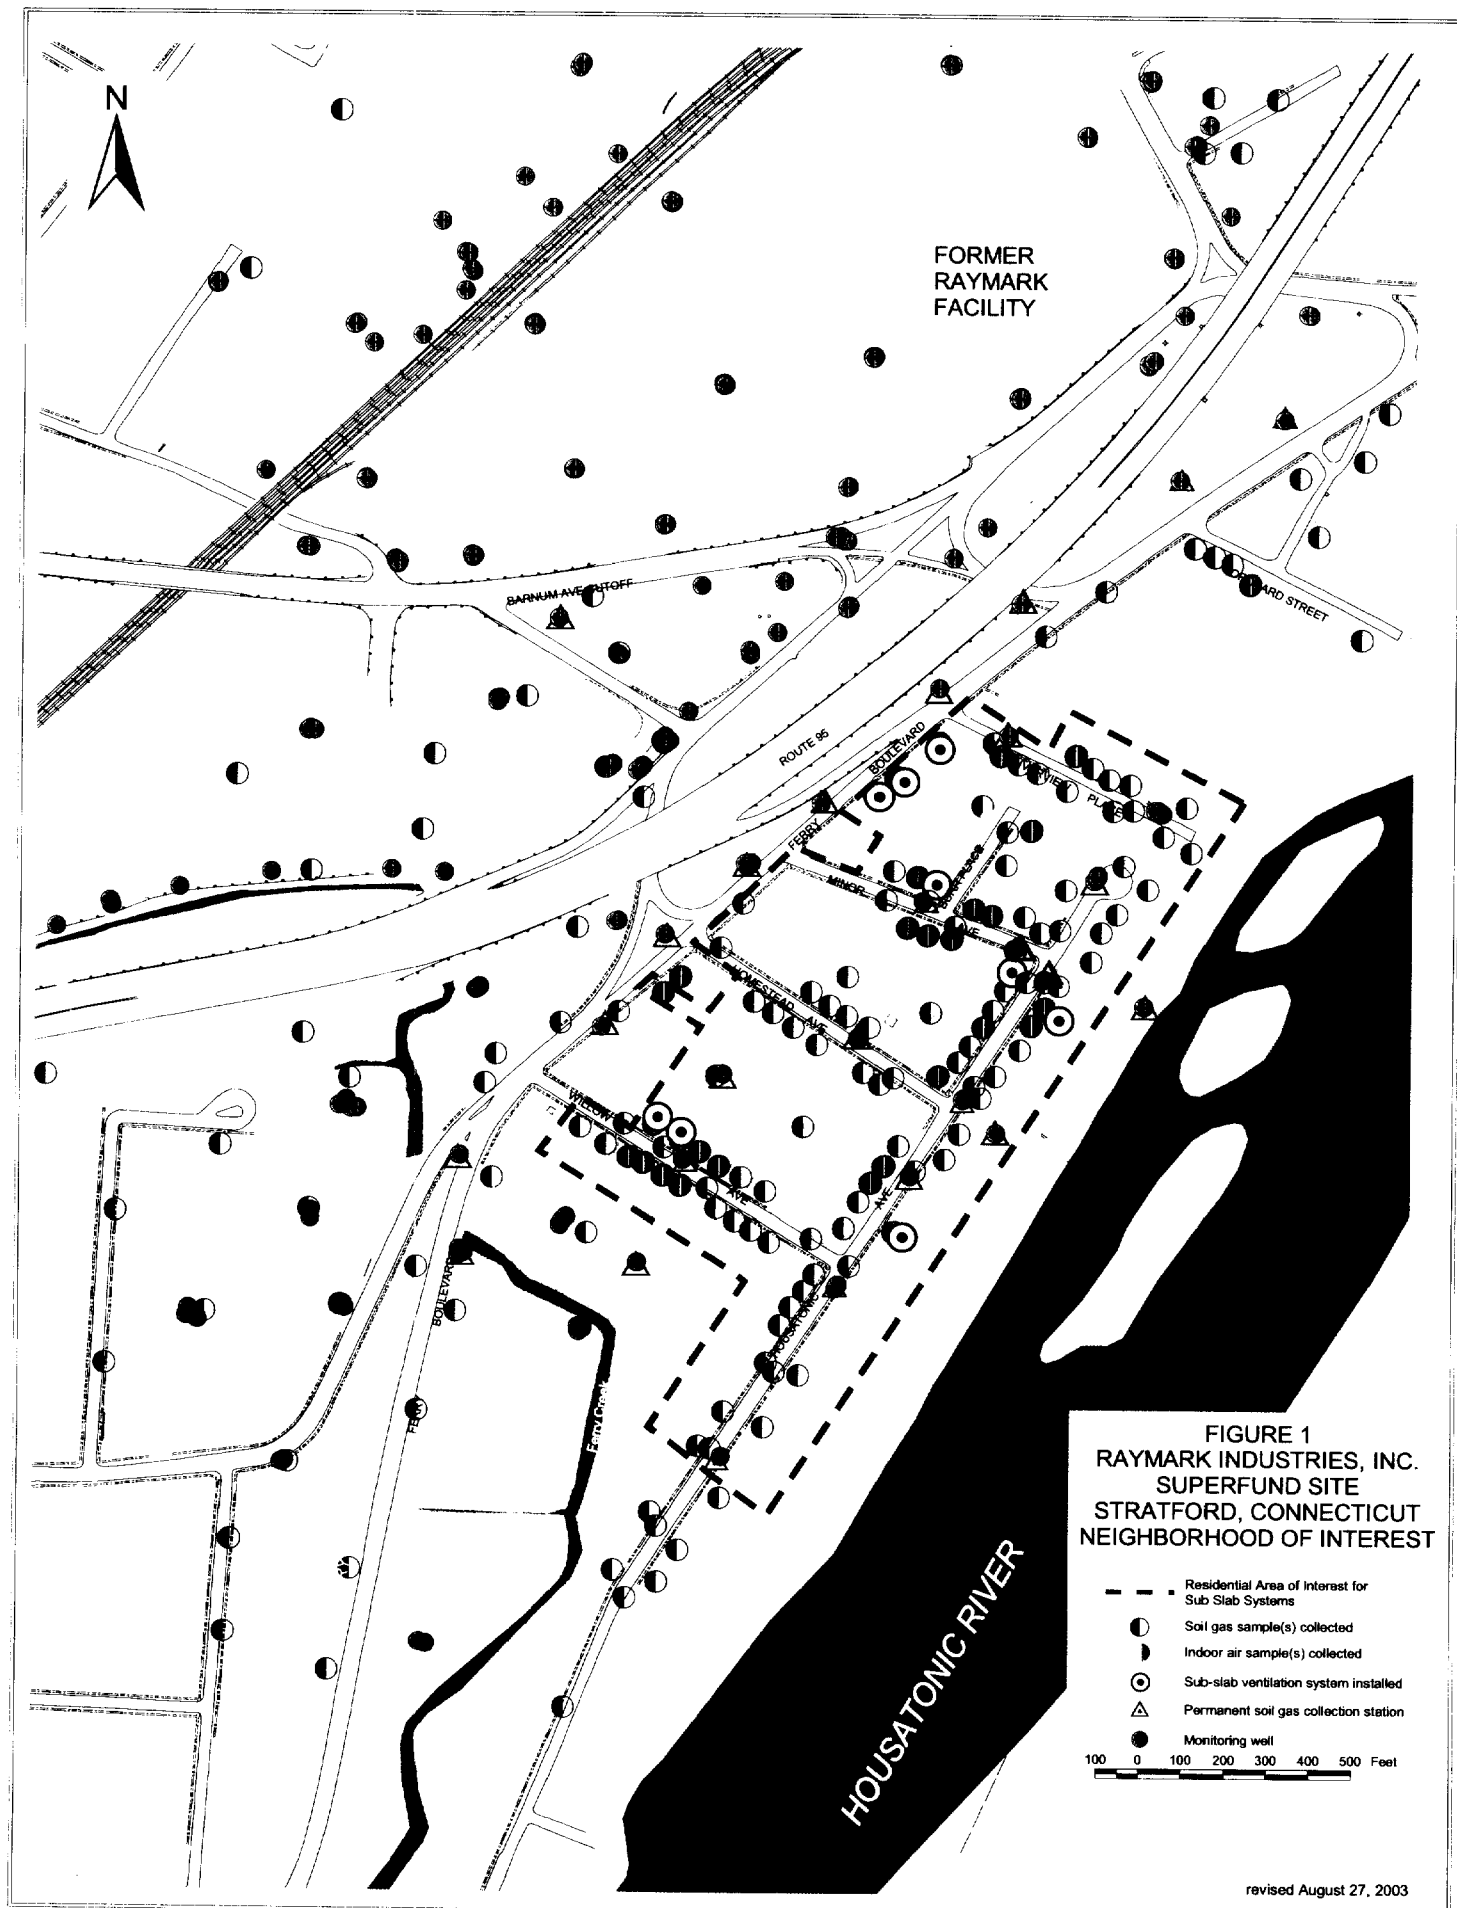 N
FORMER
RAYMARK
FACILITY
BARNUM AVE CUTOFF
ROUTE 95
BOULEVARD
FERRY
PLACE
MINOR
AVE
HOMESTEAD AVE
WILLOW
AVE
AVE
HOUSATONIC
BOULEVARD
FERRY
Ferry Creek
STREET
HOUSATONIC RIVER
FIGURE 1
RAYMARK INDUSTRIES, INC.
SUPERFUND SITE
STRATFORD, CONNECTICUT
NEIGHBORHOOD OF INTEREST
Residential Area of Interest for
Sub Slab Systems
Soil gas sample(s) collected
Indoor air sample(s) collected
Sub-slab ventilation system installed
Permanent soil gas collection station
Monitoring well
100 0 100 200 300 400 500 Feet
revised August 27, 2003